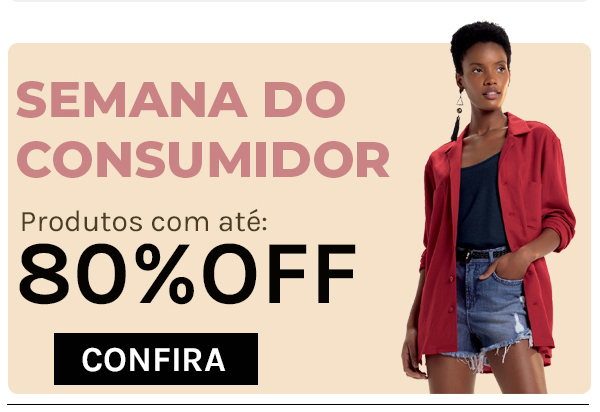 SEMANA DO
CONSUMIDOR
Produtos com até:
80%OFF
CONFIRA